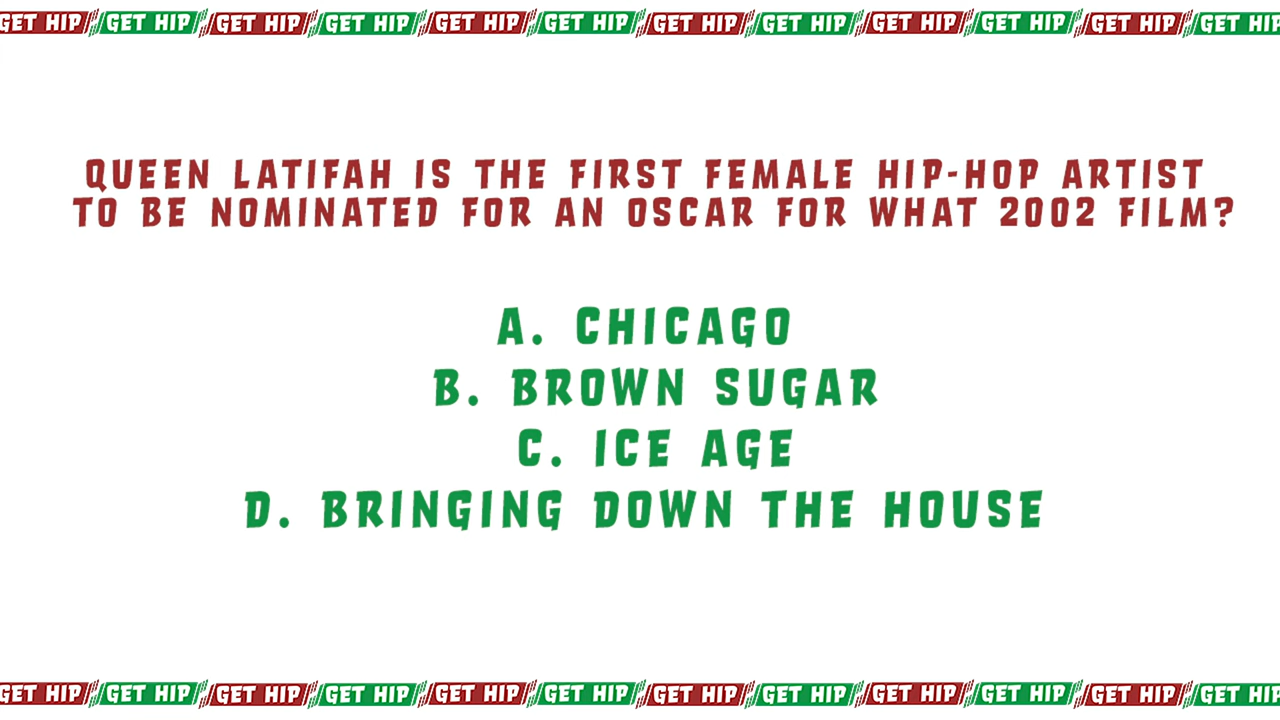 GET HIP GET HIP GET HIP GET HIP GET HIP GET HIP GET HIP GET HIP GET HIP GET HIP GET HIP GET HIP
QUEEN LATIFAH IS THE FIRST FEMALE HIP-HOP ARTIST
TO BE NOMINATED FOR AN OSCAR FOR WHAT 2002 FILM?
A. CHICAGO
B. BROWN SUGAR
C. ICE AGE
D. BRINGING DOWN THE HOUSE
GET HIP GET HIP GET HIP GET HIP GET HIP GET HIP GET HIP GET HIP GET HIP GET HIP GET HIP GET HIP